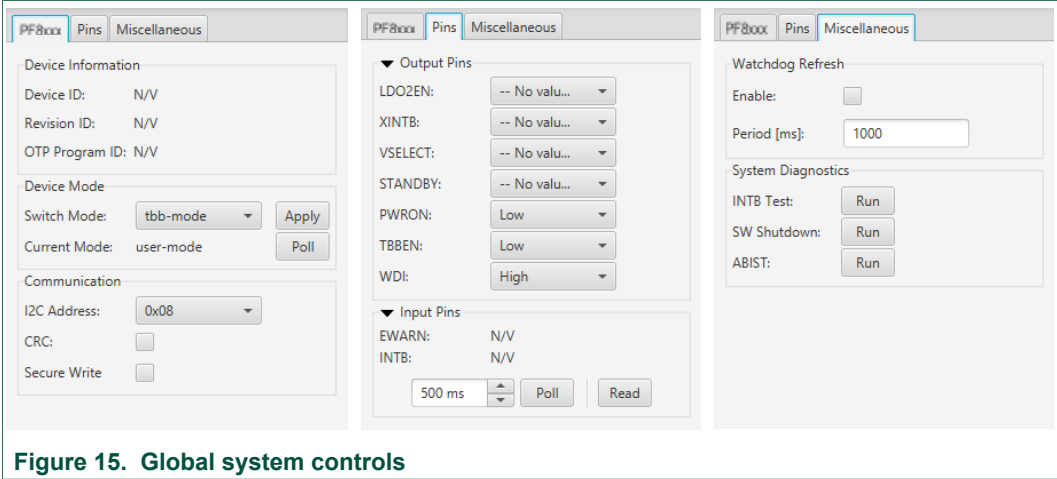 PF8xxx Pins Miscellaneous
Device Information
Device ID: N/V
Revision ID: N/V
OTP Program ID: N/V
Device Mode
Switch Mode: tbb-mode Apply
Current Mode: user-mode Poll
Communication
I2C Address: 0x08
CRC:
Secure Write
PF8xxx Pins Miscellaneous
Output Pins
LDO2EN: -- No valu...
XINTB: -- No valu...
VSELECT: -- No valu...
STANDBY: -- No valu...
PWRON: Low
TBBEN: Low
WDI: High
Input Pins
EWARN: N/V
INTB: N/V
500 ms Poll Read
PF8xxx Pins Miscellaneous
Watchdog Refresh
Enable:
Period [ms]: 1000
System Diagnostics
INTB Test: Run
SW Shutdown: Run
ABIST: Run
Figure 15. Global system controls